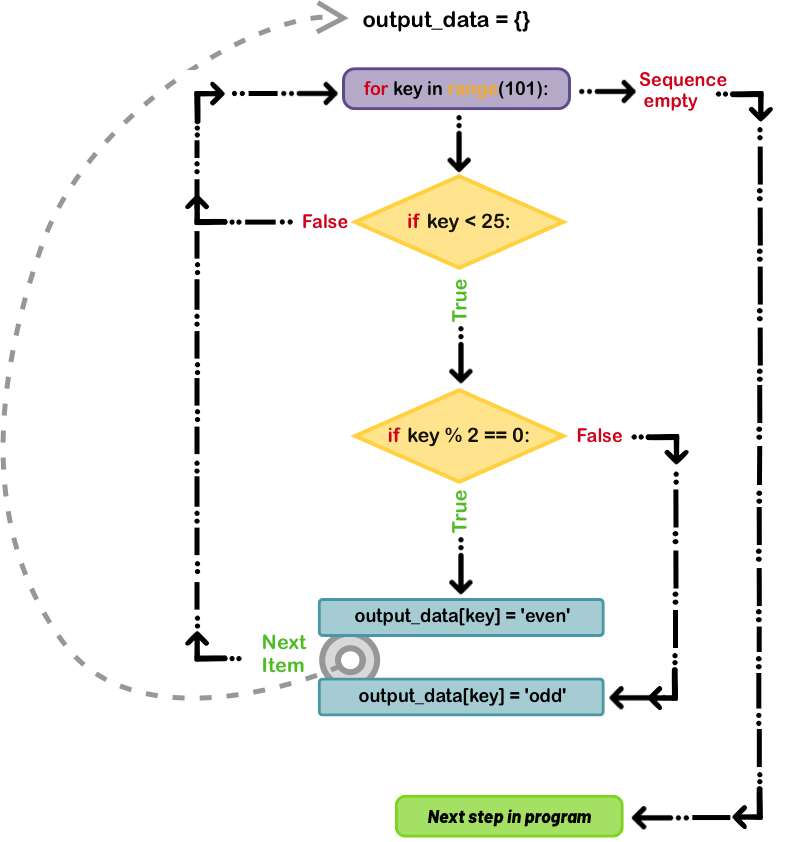 output_data = {}
for key in range(101):
Sequence
empty
False
if key < 25:
True
if key % 2 == 0:
False
True
output_data[key] = 'even'
Next
Item
output_data[key] = 'odd'
Next step in program